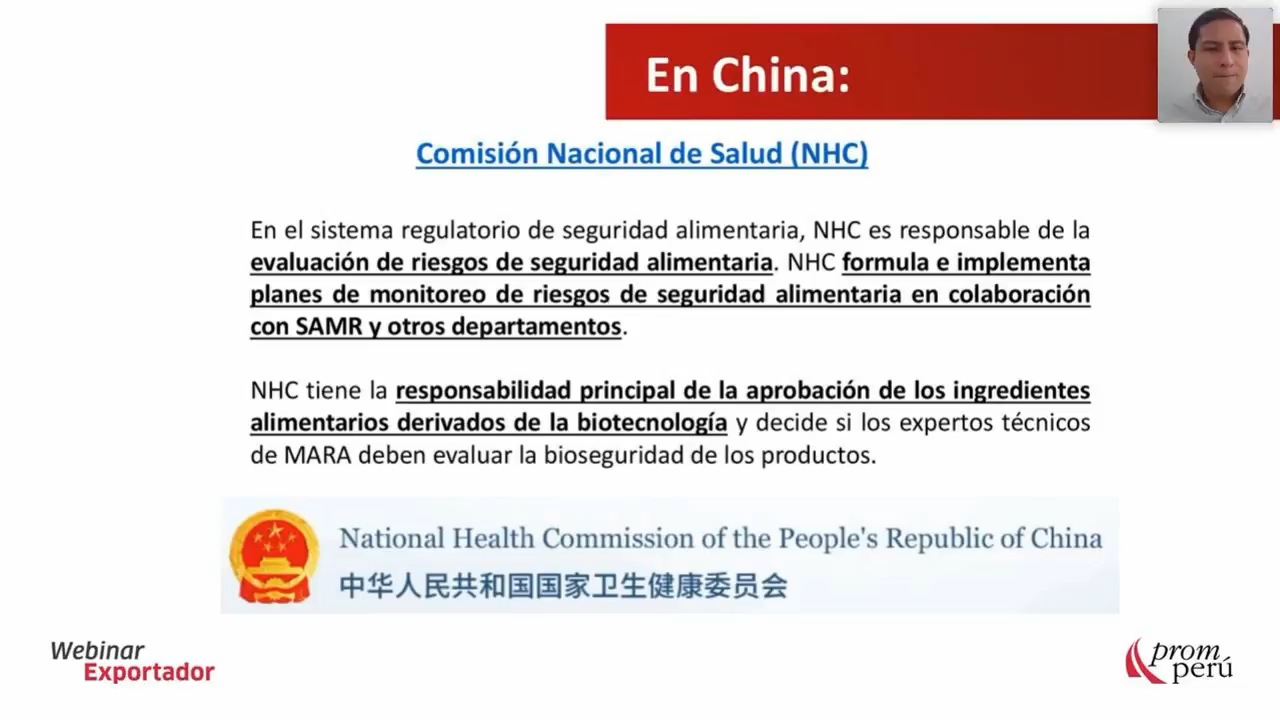 En China:
Comisión Nacional de Salud (NHC)
En el sistema regulatorio de seguridad alimentaria, NHC es responsable de la
evaluación de riesgos de seguridad alimentaria. NHC formula e implementa
planes de monitoreo de riesgos de seguridad alimentaria en colaboración
con SAMR y otros departamentos.
NHC tiene la responsabilidad principal de la aprobación de los ingredientes
alimentarios derivados de la biotecnología y decide si los expertos técnicos
de MARA deben evaluar la bioseguridad de los productos.
National Health Commission of the People's Republic of China
中华人民共和国国家卫生健康委员会
Webinar
Exportador
prom
perú